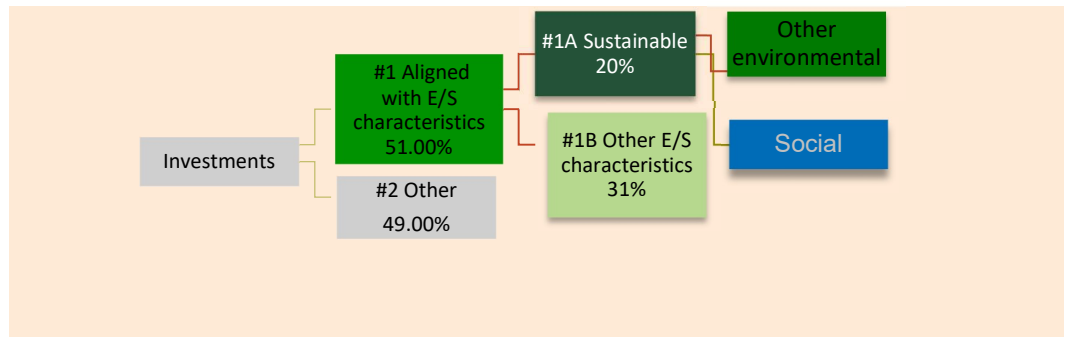 Investments
#1 Aligned
with E/S
characteristics
51.00%
#2 Other
49.00%
#1A Sustainable
20%
#1B Other E/S
characteristics
31%
Other
environmental
Social